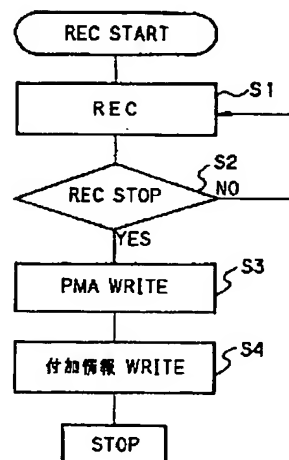 REC START
REC
S1
REC STOP
S2
NO
YES
PMA WRITE
S3
付加情報 WRITE
S4
STOP